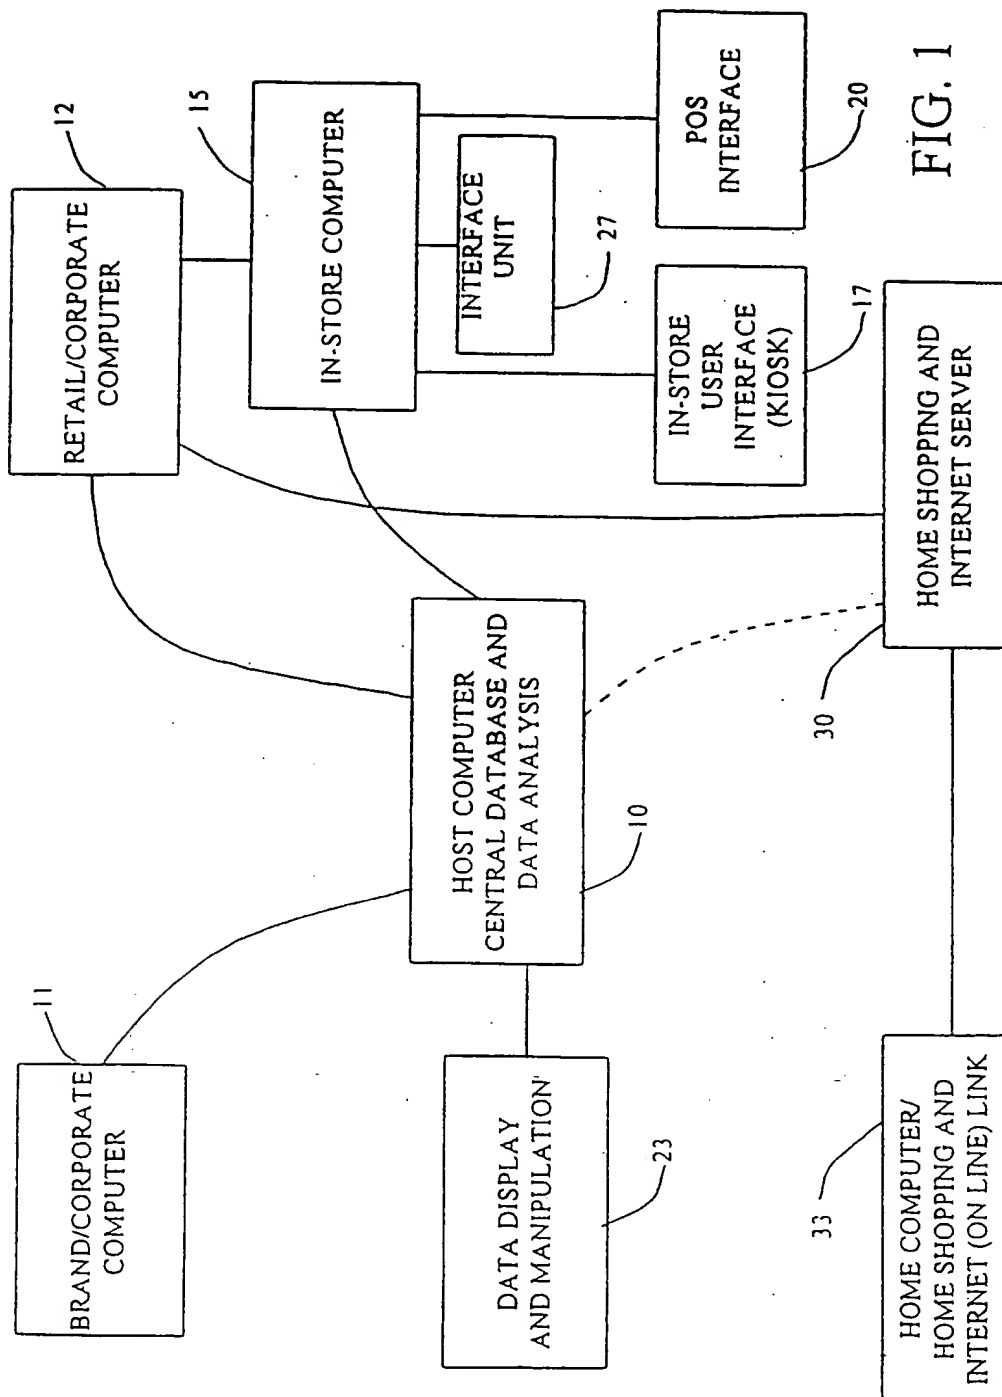 11
BRAND/CORPORATE
COMPUTER
12
RETAIL/CORPORATE
COMPUTER
15
IN-STORE COMPUTER
HOST COMPUTER
CENTRAL DATABASE AND
DATA ANALYSIS
10
INTERFACE
UNIT
27
DATA DISPLAY
AND MANIPULATION
23
IN-STORE
USER
INTERFACE
(KIOSK)
17
POS
INTERFACE
20
33
HOME COMPUTER/
HOME SHOPPING AND
INTERNET (ON LINE) LINK
30
HOME SHOPPING AND
INTERNET SERVER
FIG. 1